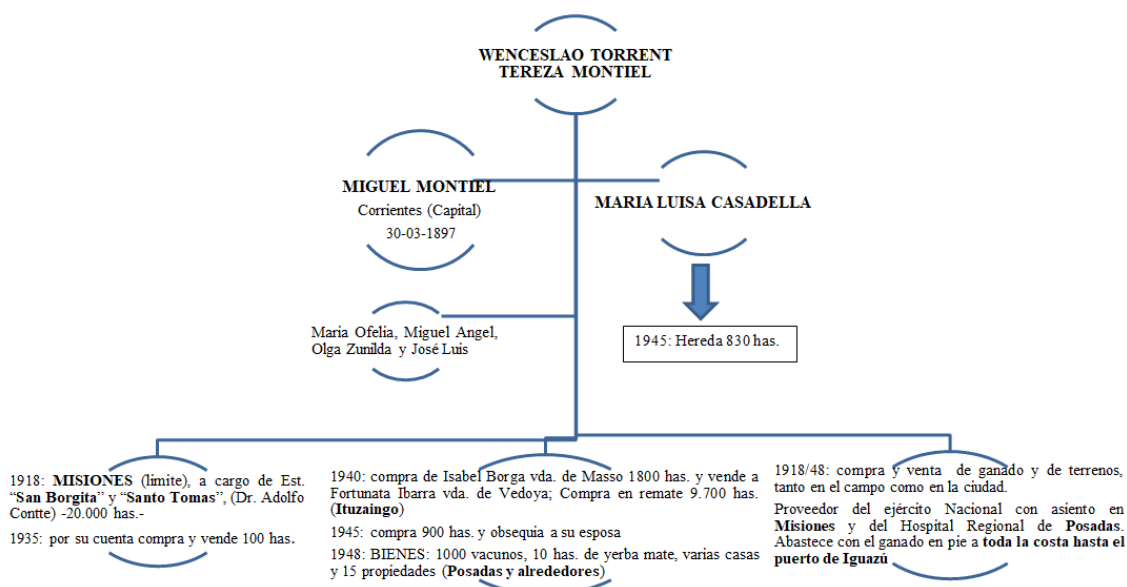 WENCESLAO TORRENT
TEREZA MONTIEL
MIGUEL MONTIEL
Corrientes (Capital)
30-03-1897
MARIA LUISA CASADELLA
Maria Ofelia, Miguel Angel,
Olga Zunilda y José Luis
1945: Hereda 830 has.
1918: MISIONES (limite), a cargo de Est.
“San Borgita” y “Santo Tomas”, (Dr. Adolfo
Contte) -20.000 has.-
1935: por su cuenta compra y vende 100 has.
1940: compra de Isabel Borga vda. de Masso 1800 has. y vende a
Fortunata Ibarra vda. de Vedoya; Compra en remate 9.700 has.
(Ituzaingo)
1945: compra 900 has. y obsequia a su esposa
1948: BIENES: 1000 vacunos, 10 has. de yerba mate, varias casas
y 15 propiedades (Posadas y alrededores)
1918/48: compra y venta de ganado y de terrenos,
tanto en el campo como en la ciudad.
Proveedor del ejército Nacional con asiento en
Misiones y del Hospital Regional de Posadas.
Abastece con el ganado en pie a toda la costa hasta el
puerto de Iguazú